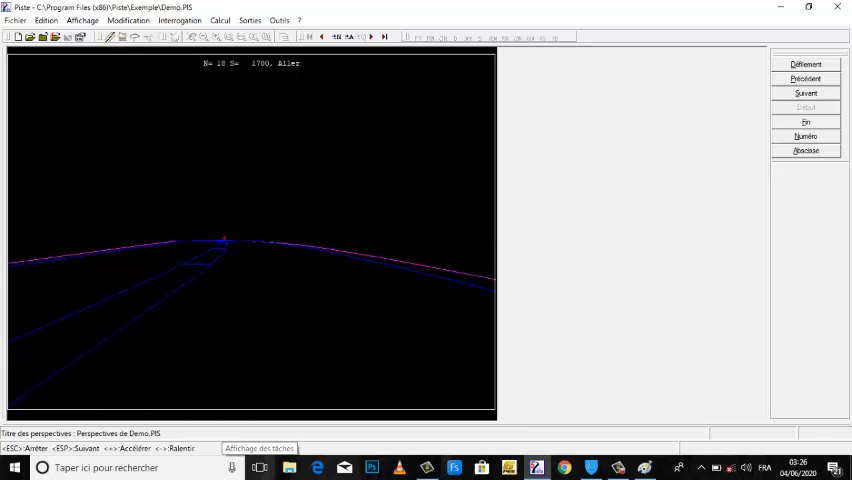 Piste - C:\Program Files (x86)\Piste\Exemple\Demo.PIS
Fichier Edition Affichage Modification Interrogation Calcul Sorties Outils ?
N= 18 S= 1700. Aller
Défilement
Précédent
Suivant
Début
Fin
Numéro
Abscisse
Titre des perspectives : Perspectives de Demo.PIS
<ESC>:Arrêter <ESP>:Suivant <+>:Accélérer <->:Ralentir
Affichage des tâches
Taper ici pour rechercher
FRA
03:26
04/06/2020